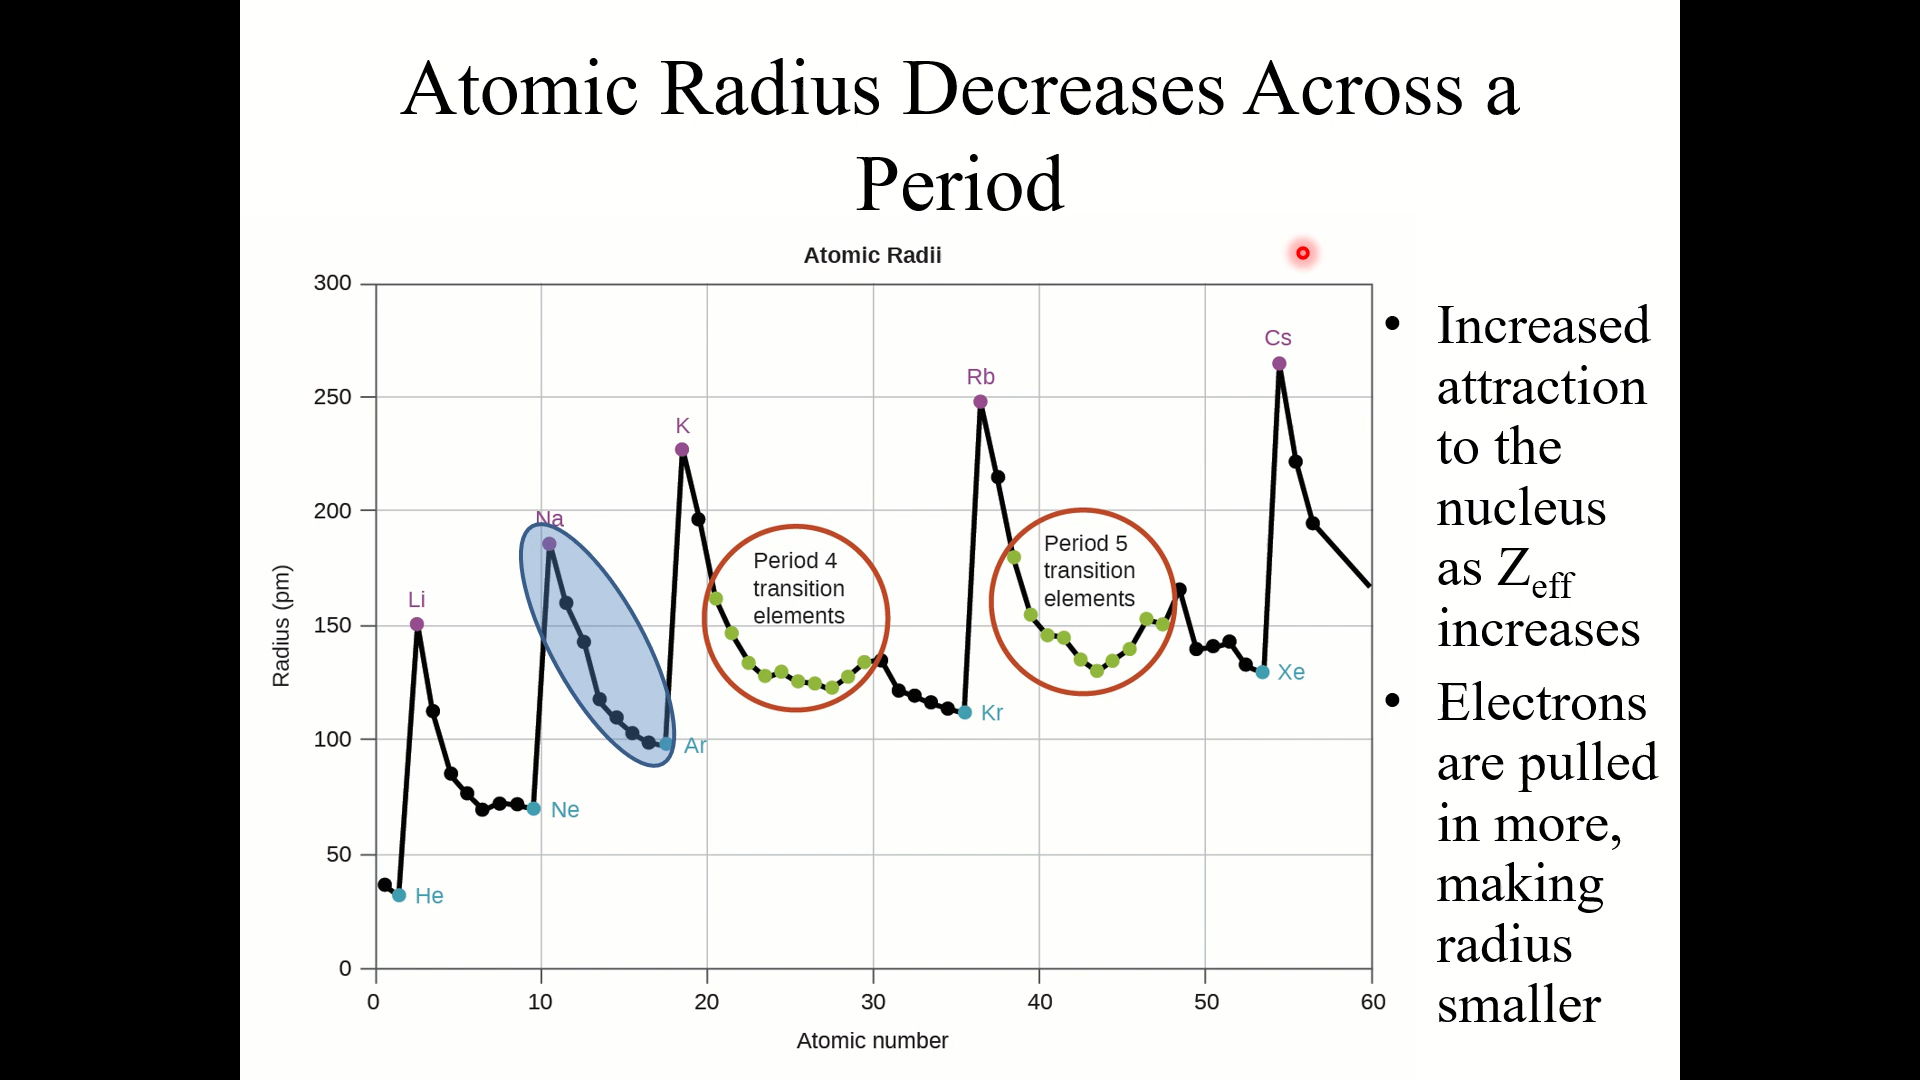 Atomic Radius Decreases Across a
Period
Atomic Radii
300
250
200
150
100
50
0
Radius (pm)
0 10 20 30 40 50 60
Atomic number
He
Li
Ne
Na
Ar
K
Period 4
transition
elements
Kr
Rb
Period 5
transition
elements
Xe
Cs
• Increased
attraction
to the
nucleus
as Zeff
increases
• Electrons
are pulled
in more,
making
radius
smaller